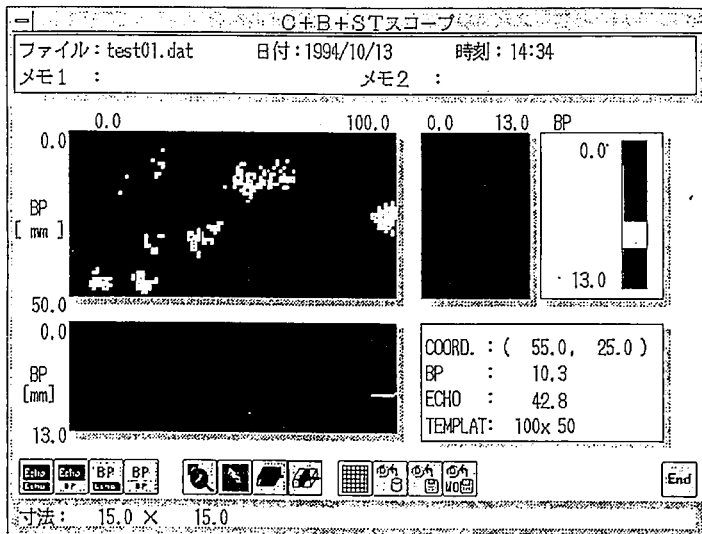 C+B+STスコープ
ファイル：test01.dat 日付：1994/10/13 時刻：14:34
メモ1 ： メモ2 ：
0.0 100.0 0.0 13.0 BP
0.0 0.0
BP
[ mm ]
13.0
50.0
0.0
BP
[mm]
13.0
COORD. : ( 55.0, 25.0 )
BP : 10.3
ECHO : 42.8
TEMPLAT: 100x 50
Echo Echo BP BP End
Echo BP Echo BP
寸法： 15.0 × 15.0